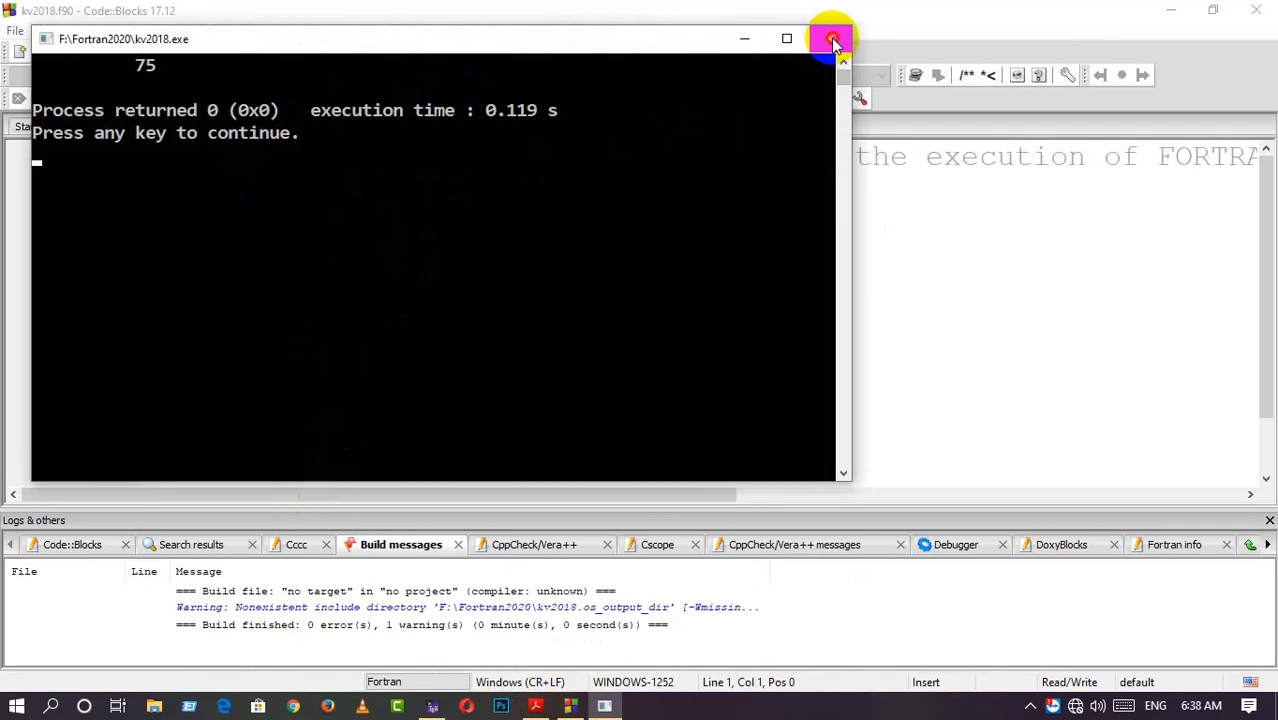 kv2018.f90 - Code::Blocks 17.12
File
F:\Fortran2020\kv2018.exe
75
Process returned 0 (0x0)   execution time : 0.119 s
Press any key to continue.
/** *<
Sta
the execution of FORTRA
Logs & others
Code::Blocks
Search results
Cccc
Build messages
CppCheck/Vera++
Cscope
CppCheck/Vera++ messages
Debugger
DoxyBlocks
Fortran info
File Line Message
=== Build file: "no target" in "no project" (compiler: unknown) ===
Warning: Nonexistent include directory 'F:\Fortran2020\kv2018.os_output_dir' [-Wmissin...
=== Build finished: 0 error(s), 1 warning(s) (0 minute(s), 0 second(s)) ===
Fortran Windows (CR+LF) WINDOWS-1252 Line 1, Col 1, Pos 0 Insert Read/Write default
ENG 6:38 AM